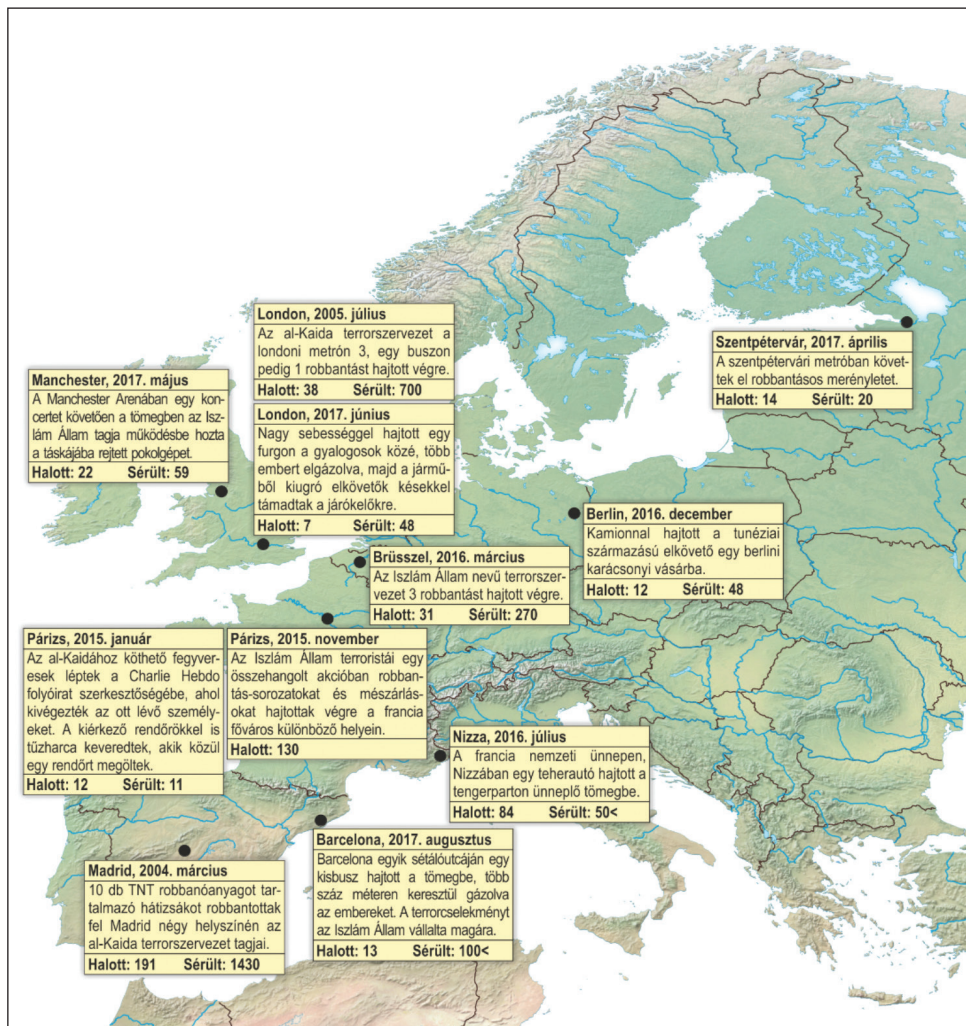 London, 2005. július
Az al-Kaida terrorszervezet a
londoni metrón 3, egy buszon
pedig 1 robbantást hajtott végre.
Halott: 38 Sérült: 700
Szentpétervár, 2017. április
A szentpétervári metróban követ-
tek el robbantásos merényletet.
Halott: 14 Sérült: 20
Manchester, 2017. május
A Manchester Arenában egy kon-
certet követően a tömegben az Isz-
lám Állam tagja működésbe hozta
a táskájába rejtett pokolgépet.
Halott: 22 Sérült: 59
London, 2017. június
Nagy sebességgel hajtott egy
furgon a gyalogosok közé, több
embert elgázolva, majd a jármű-
ből kiugró elkövetők késekkel
támadtak a járókelőkre.
Halott: 7 Sérült: 48
Berlin, 2016. december
Kamionnal hajtott a tunéziai
származású elkövető egy berlini
karácsonyi vásárba.
Halott: 12 Sérült: 48
Brüsszel, 2016. március
Az Iszlám Állam nevű terrorszer-
vezet 3 robbantást hajtott végre.
Halott: 31 Sérült: 270
Párizs, 2015. január
Az al-Kaidához köthető fegyver-
esek léptek a Charlie Hebdo
folyóirat szerkesztőségébe, ahol
kivégezték az ott lévő személy-
eket. A kiérkező rendőrökkel is
tűzharca keveredtek, akik közül
egy rendőrt megöltek.
Halott: 12 Sérült: 11
Párizs, 2015. november
Az Iszlám Állam terroristái egy
összehangolt akcióban robban-
tás-sorozatokat és mészárlás-
okat hajtottak végre a francia
főváros különböző helyein.
Halott: 130
Nizza, 2016. július
A francia nemzeti ünnepen,
Nizzában egy teherautó hajtott a
tengerparton ünneplő tömegbe.
Halott: 84 Sérült: 50<
Barcelona, 2017. augusztus
Barcelona egyik sétálóutcáján egy
kisbusz hajtott a tömegbe, több
száz méteren keresztül gázolva
az embereket. A terrorcselekményt
az Iszlám Állam vállalta magára.
Halott: 13 Sérült: 100<
Madrid, 2004. március
10 db TNT robbanóanyagot tar-
talmazó hátizsákot robbantottak
fel Madrid négy helyszínén az
al-Kaida terrorszervezet tagjai.
Halott: 191 Sérült: 1430